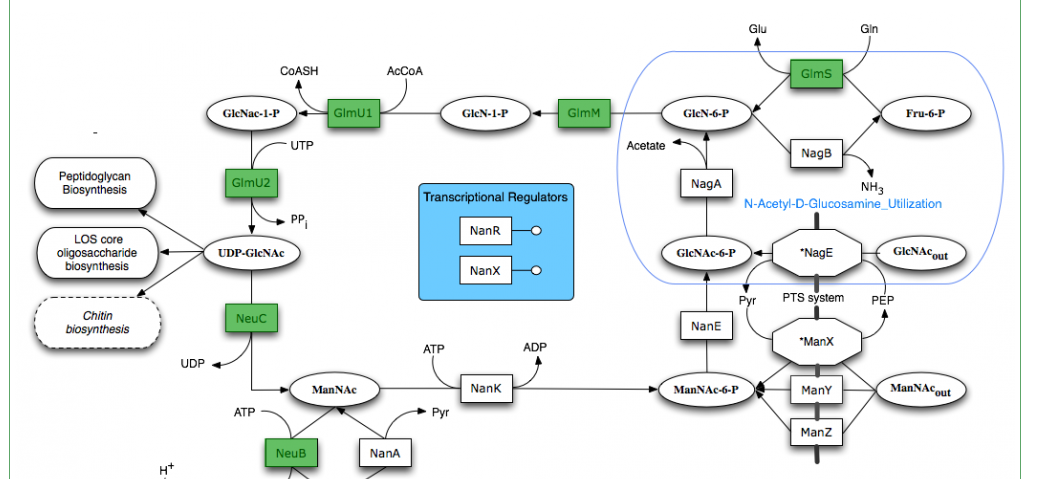 Glu
Gln
GlmS
CoASH
AcCoA
GlcNac-1-P
GlmU1
GlcN-1-P
GlmM
GlcN-6-P
Fru-6-P
-
UTP
Acetate
NagB
Peptidoglycan
Biosynthesis
GlmU2
Transcriptional Regulators
NagA
NH3
N-Acetyl-D-Glucosamine_Utilization
PPi
NanR
LOS core
oligosaccharide
biosynthesis
UDP-GlcNAc
NanX
GlcNAc-6-P
*NagE
GlcNAcout
Pyr
PTS system
PEP
Chitin
biosynthesis
NeuC
NanE
*ManX
UDP
ATP
ADP
ManNAc
NanK
ManNAc-6-P
ManY
ManNAcout
ATP
Pyr
ManZ
NeuB
NanA
H+